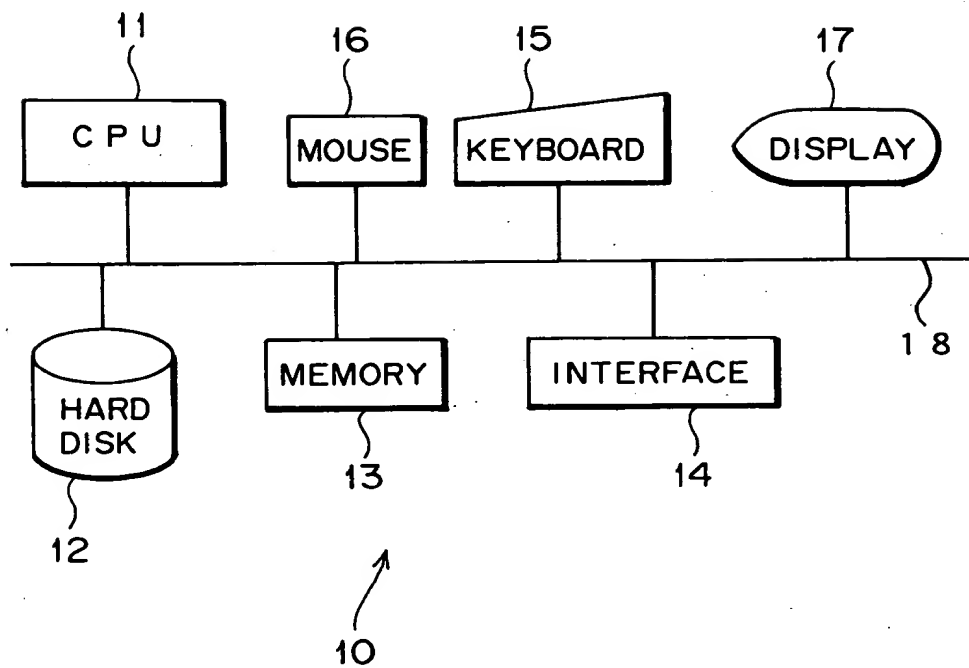 11
16
15
17
CPU
MOUSE
KEYBOARD
DISPLAY
18
HARD
DISK
MEMORY
INTERFACE
12
13
14
10